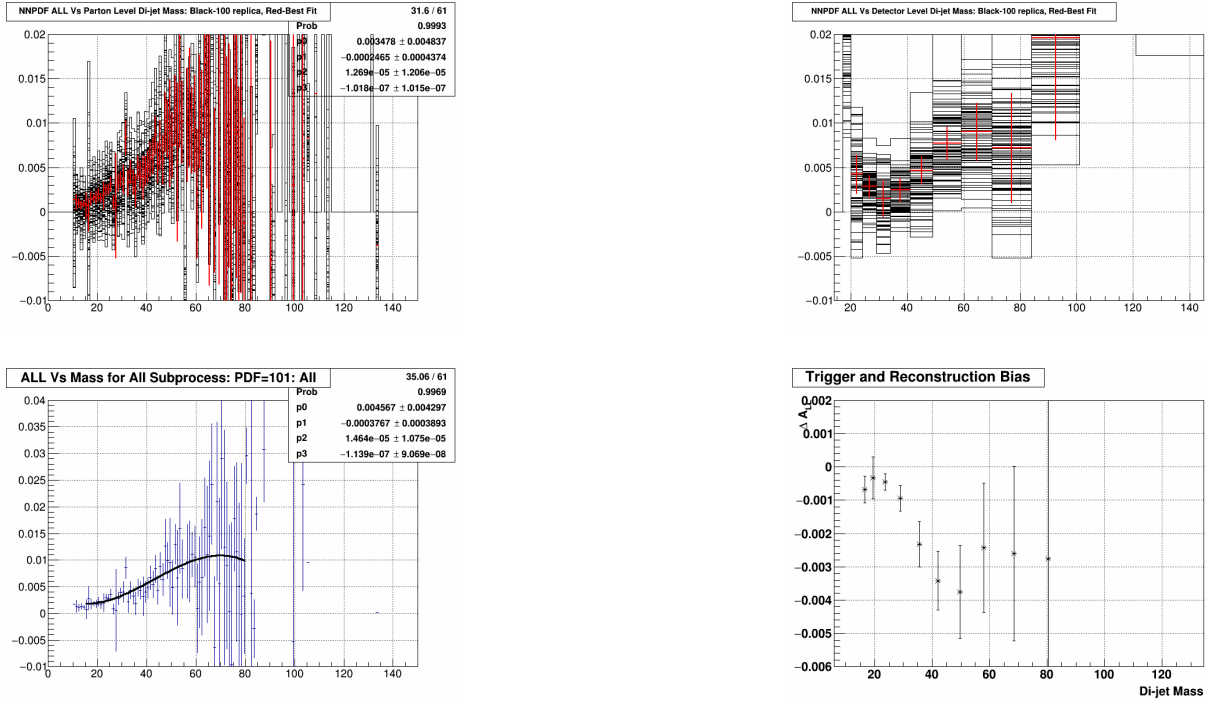 NNPDF ALL Vs Parton Level Di-jet Mass: Black-100 replica, Red-Best Fit
31.6 / 61
Prob 0.9993
p0 0.003478 ± 0.004837
p1 −0.0002465 ± 0.0004374
p2 1.269e−05 ± 1.206e−05
p3 −1.018e−07 ± 1.015e−07
0.02
0.015
0.01
0.005
0
−0.005
−0.01
0 20 40 60 80 100 120 140
NNPDF ALL Vs Detector Level Di-jet Mass: Black-100 replica, Red-Best Fit
0.02
0.015
0.01
0.005
0
−0.005
−0.01
20 40 60 80 100 120 140
ALL Vs Mass for All Subprocess: PDF=101: All
35.06 / 61
Prob 0.9969
p0 0.004567 ± 0.004297
p1 −0.0003767 ± 0.0003893
p2 1.464e−05 ± 1.075e−05
p3 −1.139e−07 ± 9.069e−08
0.04
0.035
0.03
0.025
0.02
0.015
0.01
0.005
0
−0.005
−0.01
0 20 40 60 80 100 120 140
Trigger and Reconstruction Bias
0.002
0.001
0
−0.001
−0.002
−0.003
−0.004
−0.005
−0.006
20 40 60 80 100 120
Di-jet Mass